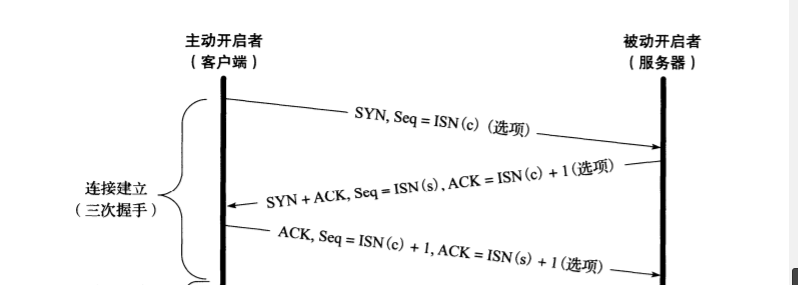 主动开启者
（客户端）
被动开启者
（服务器）
SYN, Seq = ISN(c) (选项)
连接建立
（三次握手）
SYN + ACK, Seq = ISN(s), ACK = ISN(c) + 1(选项)
ACK, Seq = ISN(c) + 1, ACK = ISN(s) + 1(选项)